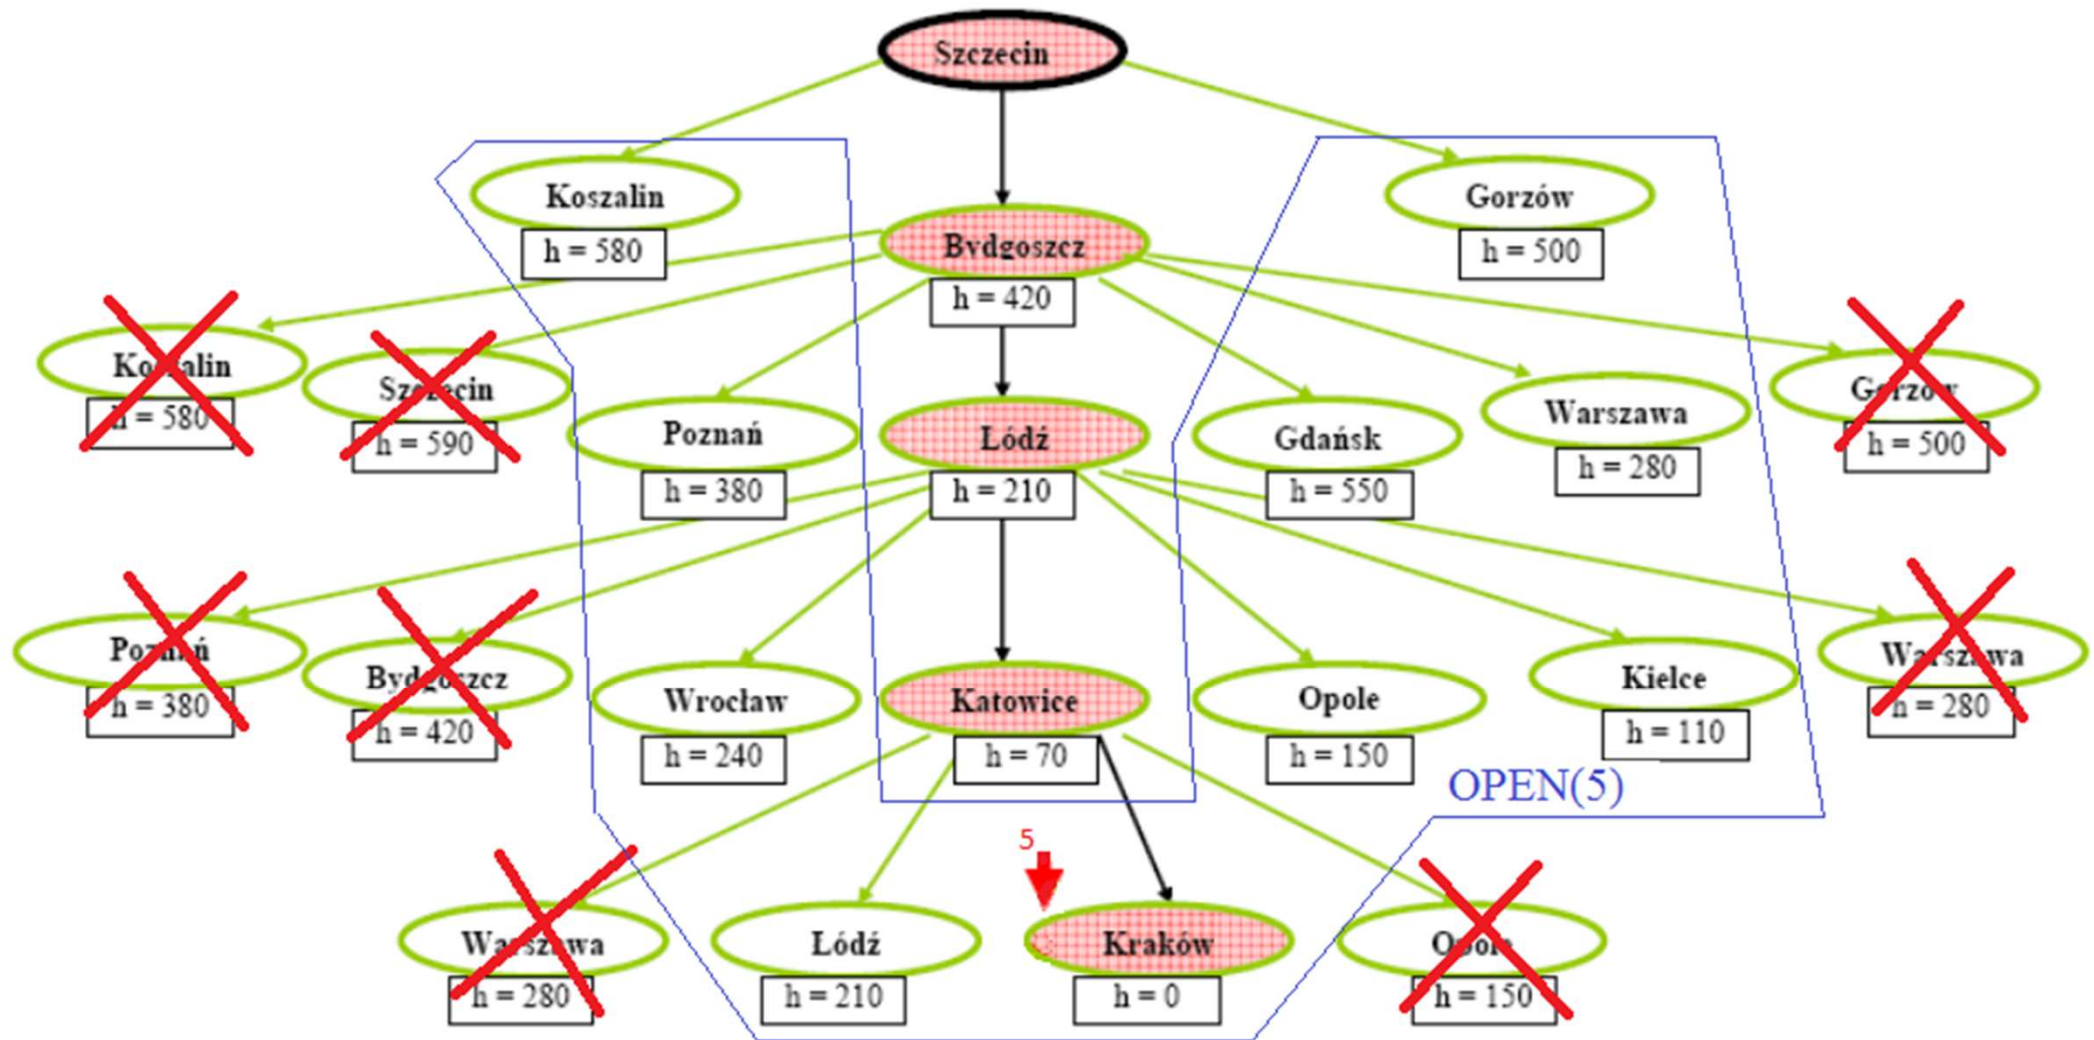 Szczecin
Koszalin
h = 580
Gorzów
h = 500
Bydgoszcz
h = 420
Koszalin
h = 580
Szczecin
h = 590
Poznań
h = 380
Łódź
h = 210
Gdańsk
h = 550
Warszawa
h = 280
Gorzów
h = 500
Poznań
h = 380
Bydgoszcz
h = 420
Wrocław
h = 240
Katowice
h = 70
Opole
h = 150
Kielce
h = 110
Warszawa
h = 280
OPEN(5)
5
Warszawa
h = 280
Łódź
h = 210
Kraków
h = 0
Opole
h = 150